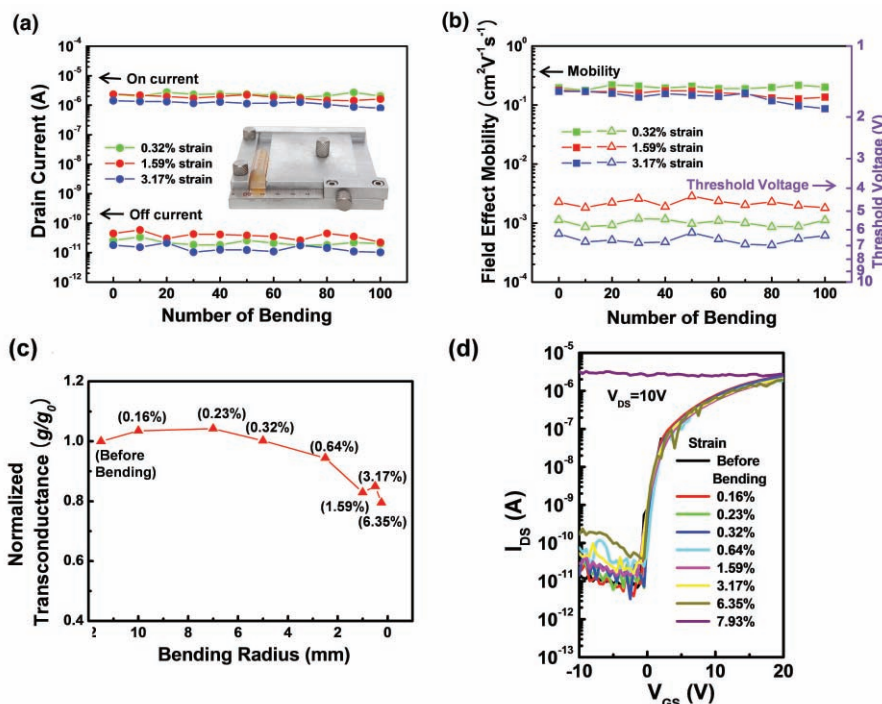 (a)
10⁻⁴
10⁻⁵
10⁻⁶
10⁻⁷
10⁻⁸
10⁻⁹
10⁻¹⁰
10⁻¹¹
10⁻¹²
Drain Current (A)
← On current
0.32% strain
1.59% strain
3.17% strain
← Off current
0 20 40 60 80 100
Number of Bending
(b)
10⁰
10⁻¹
10⁻²
10⁻³
10⁻⁴
Field Effect Mobility (cm²V⁻¹s⁻¹)
← Mobility
0.32% strain
1.59% strain
3.17% strain
Threshold Voltage →
1
2
3
4
5
6
7
8
9
10
Threshold Voltage (V)
0 20 40 60 80 100
Number of Bending
(c)
1.2
1.0
0.8
0.6
0.4
Normalized
Transconductance (g/g₀)
(0.16%)
(0.23%)
(0.32%)
(Before
Bending)
(0.64%)
(3.17%)
(1.59%)
(6.35%)
2 10 8 6 4 2 0
Bending Radius (mm)
(d)
10⁻⁵
10⁻⁶
10⁻⁷
10⁻⁸
10⁻⁹
10⁻¹⁰
10⁻¹¹
10⁻¹²
10⁻¹³
I_DS (A)
V_DS=10V
Strain
Before
Bending
0.16%
0.23%
0.32%
0.64%
1.59%
3.17%
6.35%
7.93%
-10 0 10 20
V_GS (V)